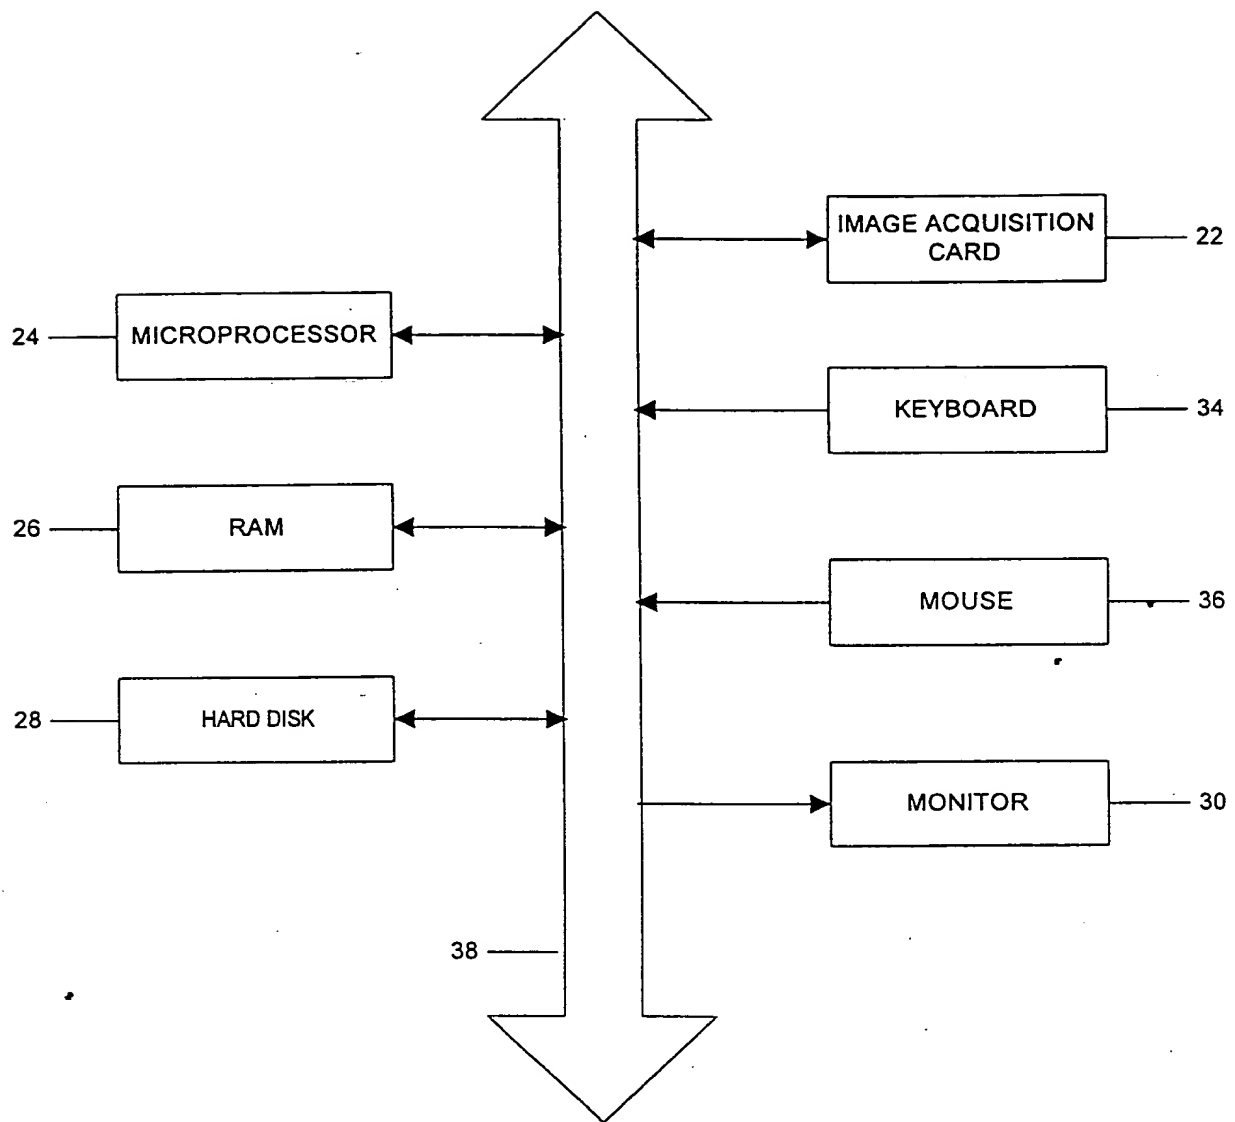 IMAGE ACQUISITION
CARD
22
24
MICROPROCESSOR
KEYBOARD
34
26
RAM
MOUSE
36
28
HARD DISK
MONITOR
30
38